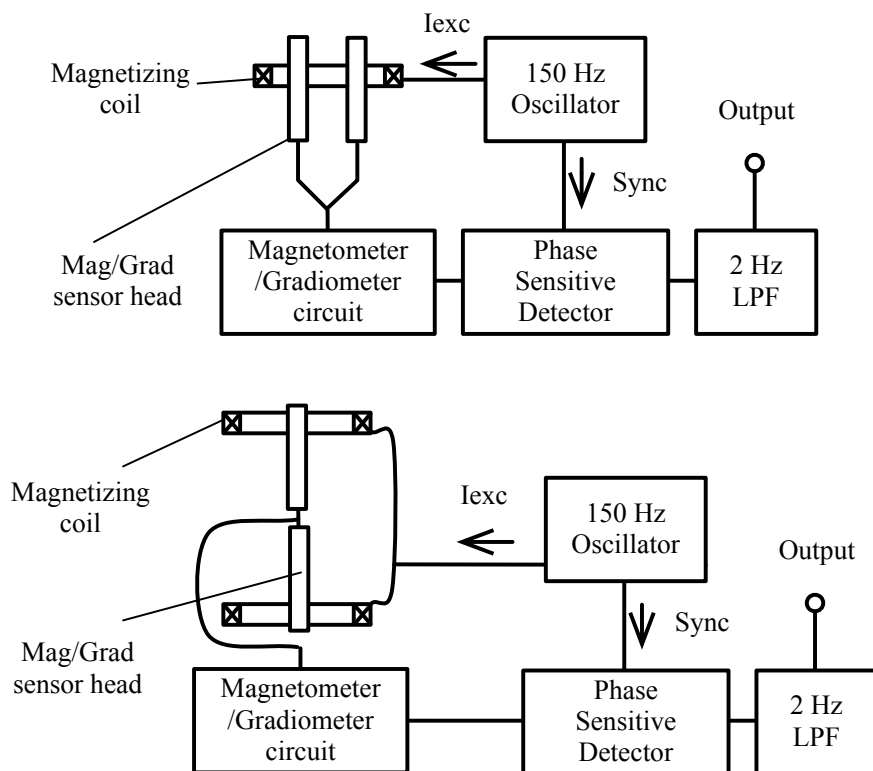 Iexc
Magnetizing
coil
150 Hz
Oscillator
Output
Sync
Mag/Grad
sensor head
Magnetometer
/Gradiometer
circuit
Phase
Sensitive
Detector
2 Hz
LPF
Magnetizing
coil
Iexc
150 Hz
Oscillator
Output
Sync
Mag/Grad
sensor head
Magnetometer
/Gradiometer
circuit
Phase
Sensitive
Detector
2 Hz
LPF